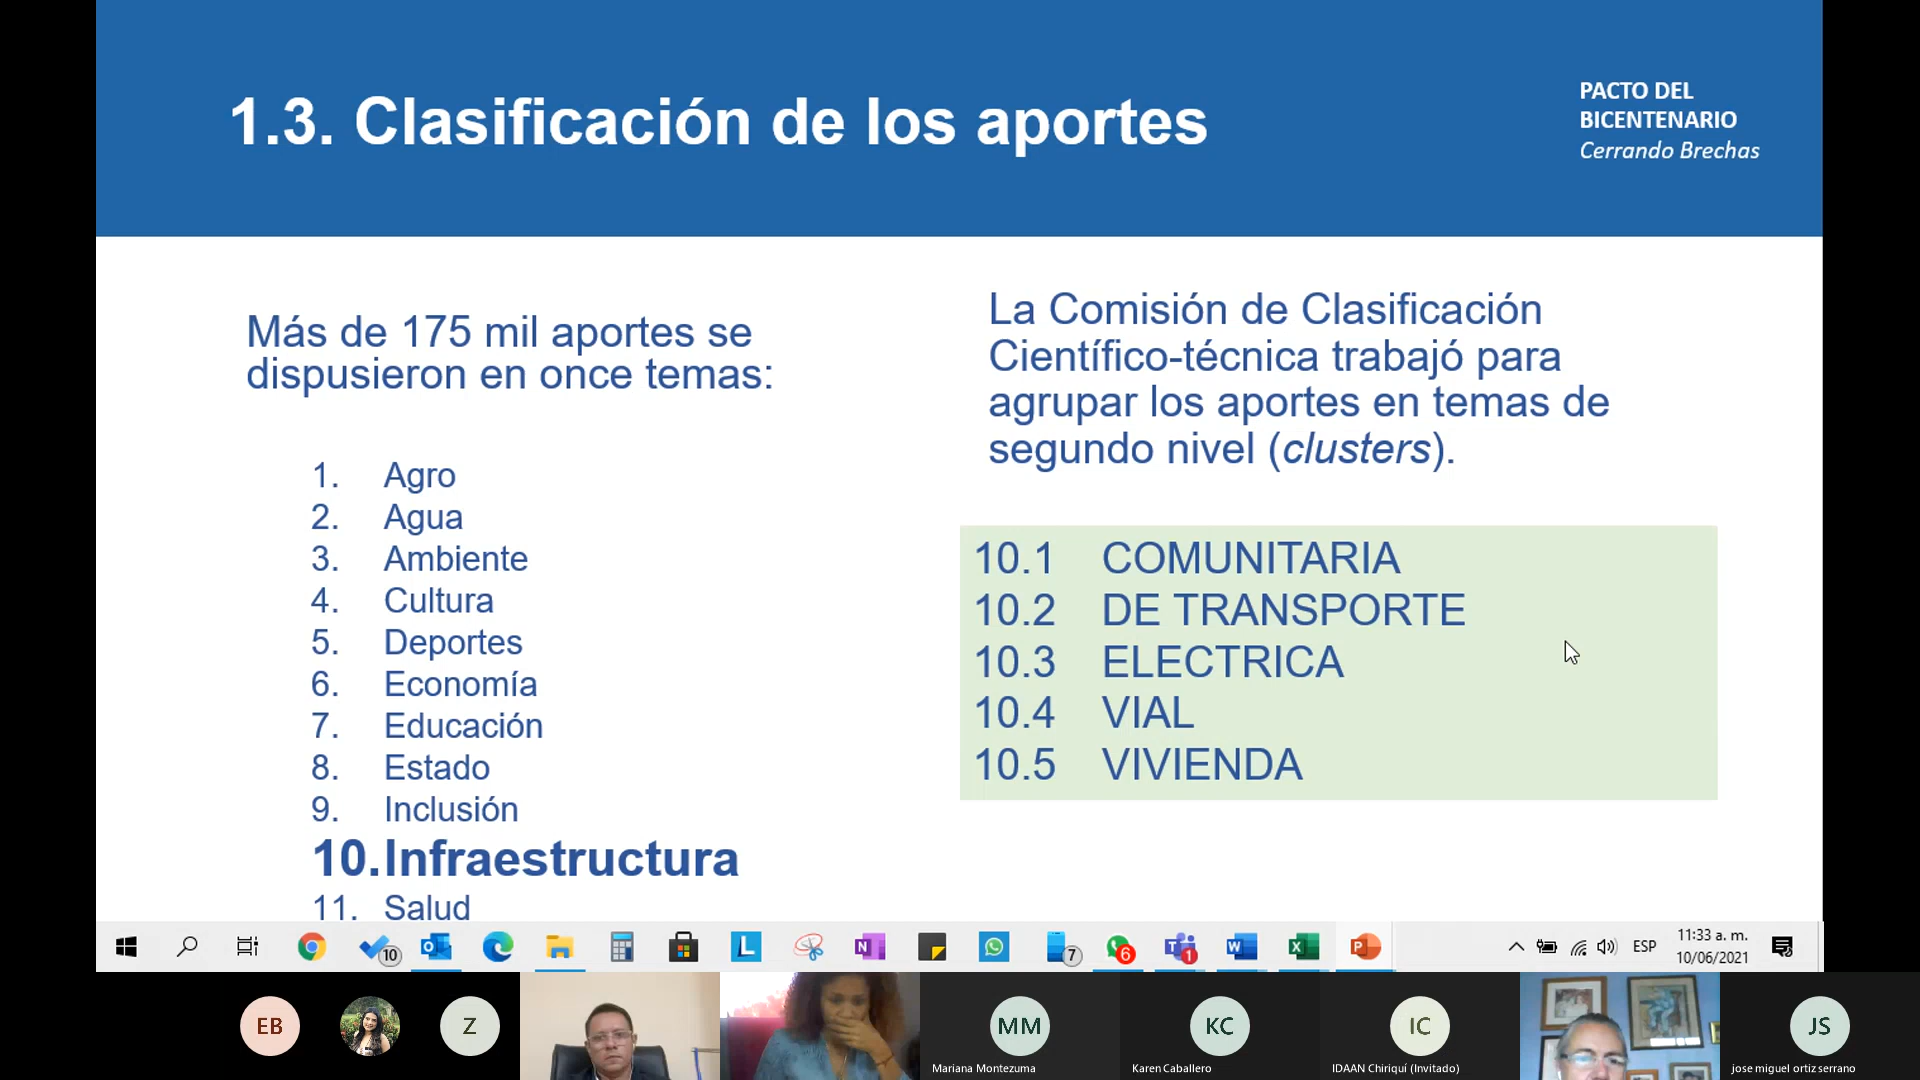 1.3. Clasificación de los aportes
PACTO DEL
BICENTENARIO
Cerrando Brechas
Más de 175 mil aportes se
dispusieron en once temas:
1. Agro
2. Agua
3. Ambiente
4. Cultura
5. Deportes
6. Economía
7. Educación
8. Estado
9. Inclusión
10. Infraestructura
11. Salud
La Comisión de Clasificación
Científico-técnica trabajó para
agrupar los aportes en temas de
segundo nivel (clusters).
10.1 COMUNITARIA
10.2 DE TRANSPORTE
10.3 ELECTRICA
10.4 VIAL
10.5 VIVIENDA
10
L
N
7
6
1
W
X
P
ESP
11:33 a. m.
10/06/2021
EB
Z
MM
Mariana Montezuma
KC
Karen Caballero
IC
IDAAN Chiriquí (Invitado)
JS
jose miguel ortiz serrano